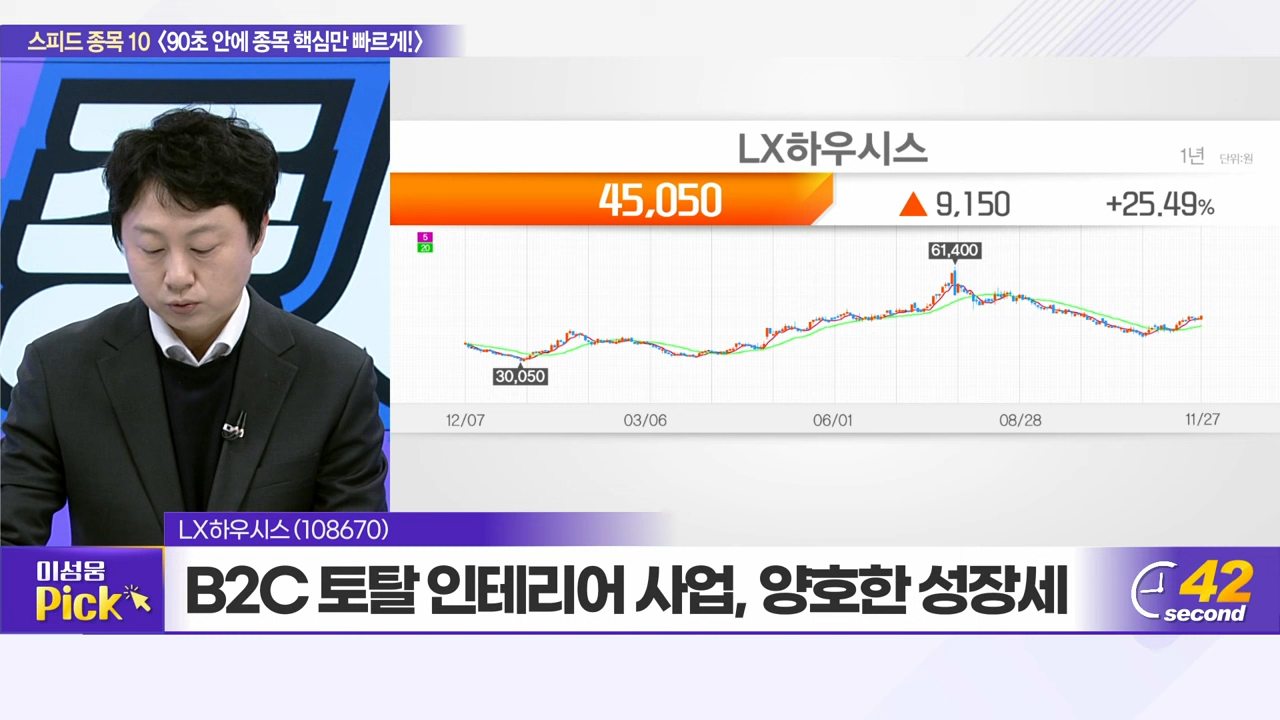 스피드 종목 10 〈90초 안에 종목 핵심만 빠르게!〉
LX하우시스
1년 단위:원
45,050 ▲ 9,150 +25.49%
5
20
61,400
30,050
12/07 03/06 06/01 08/28 11/27
LX하우시스(108670)
이성웅
Pick
B2C 토탈 인테리어 사업, 양호한 성장세
42
second